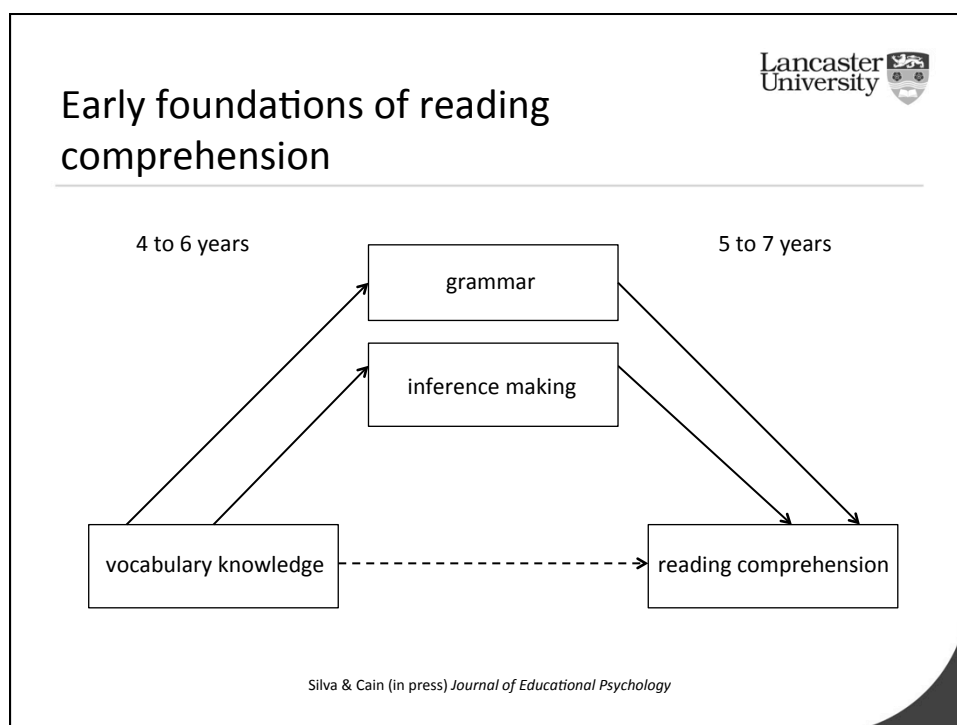 Lancaster
University
Early foundations of reading
comprehension
4 to 6 years
5 to 7 years
grammar
inference making
vocabulary knowledge
reading comprehension
Silva & Cain (in press) Journal of Educational Psychology